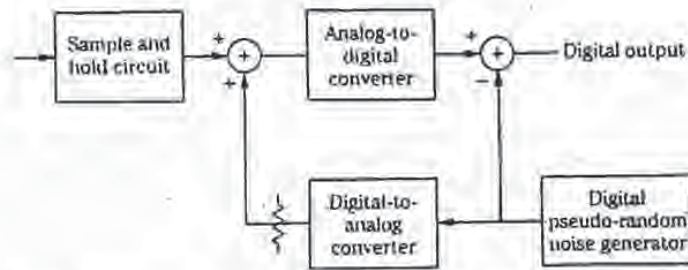 Sample and
hold circuit
+
+
+
Analog-to-
digital
converter
+
+
−
Digital output
Digital-to-
analog
converter
Digital
pseudo-random
noise generator